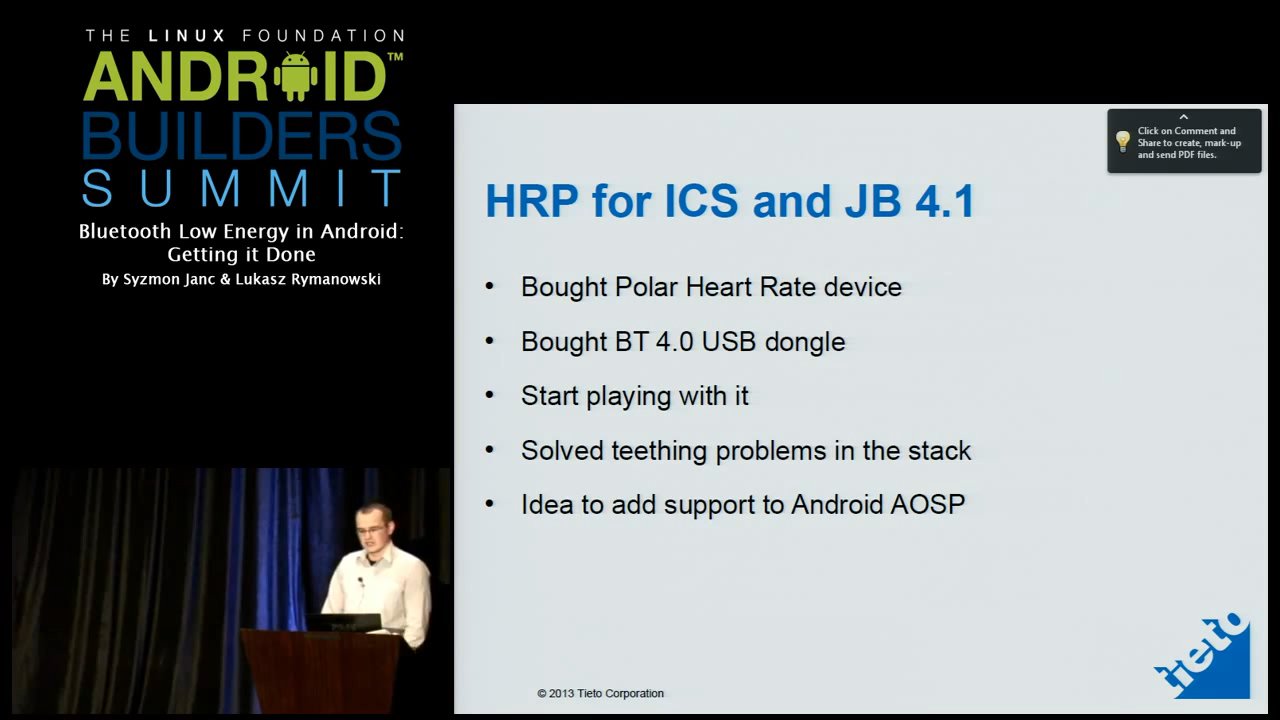 THE LINUX FOUNDATION
ANDROID™
BUILDERS
SUMMIT
Bluetooth Low Energy in Android:
Getting it Done
By Syzmon Janc & Lukasz Rymanowski
Click on Comment and
Share to create, mark-up
and send PDF files.
HRP for ICS and JB 4.1
• Bought Polar Heart Rate device
• Bought BT 4.0 USB dongle
• Start playing with it
• Solved teething problems in the stack
• Idea to add support to Android AOSP
tieto
© 2013 Tieto Corporation